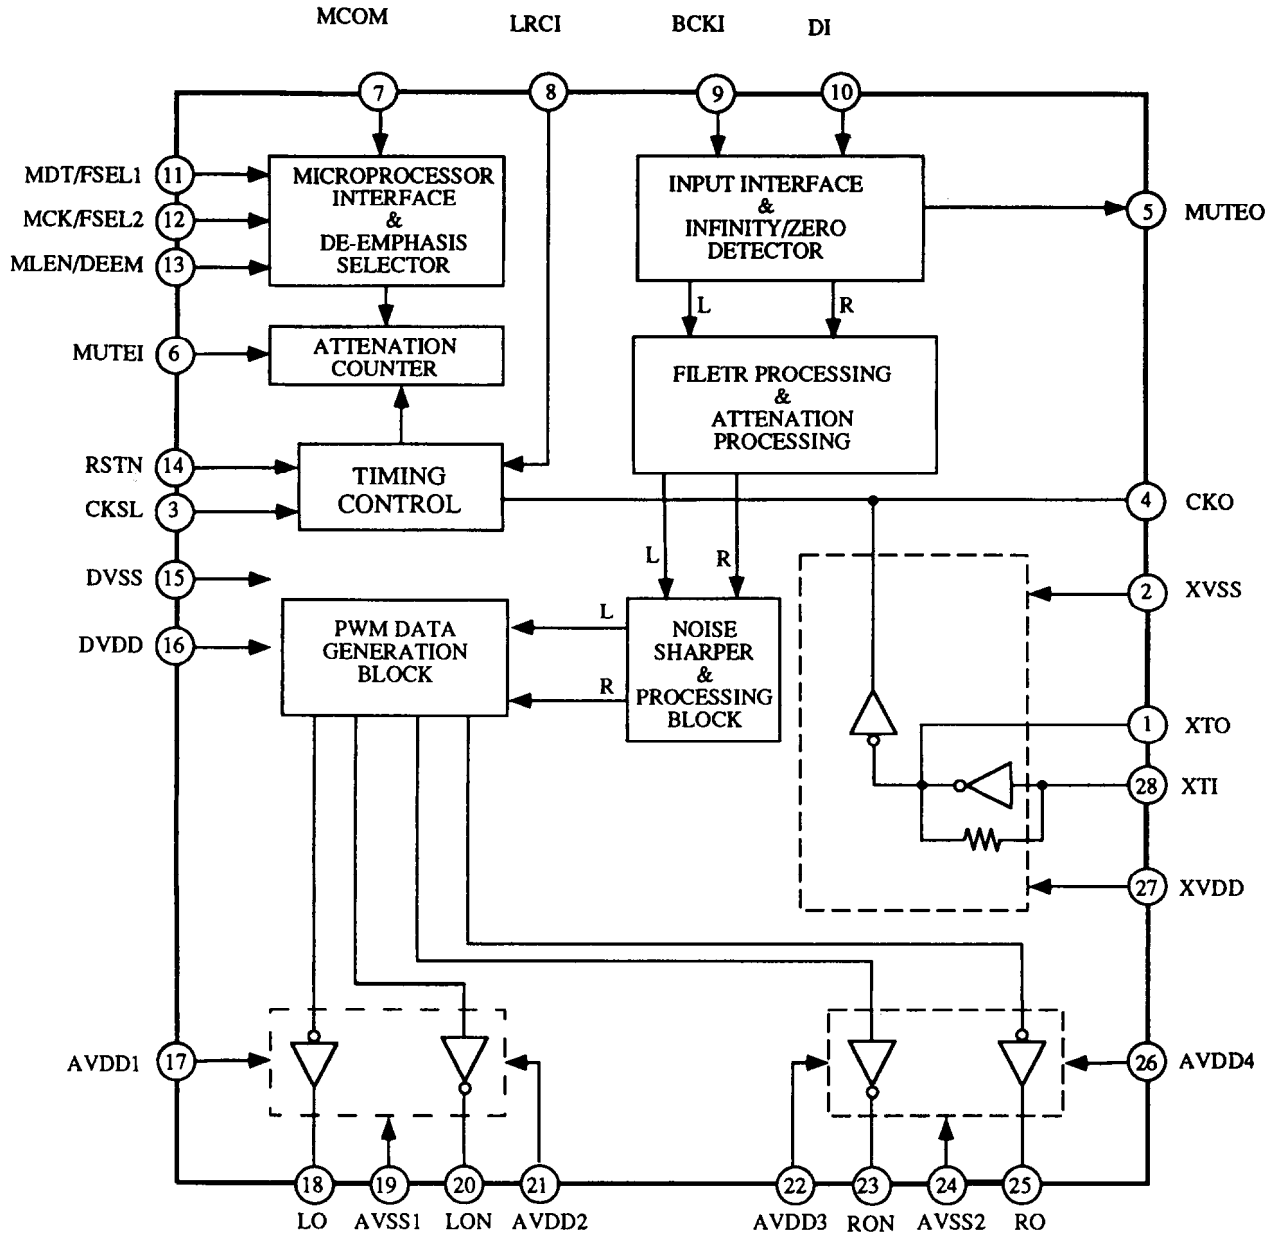 MCOM
LRCI
BCKI
DI
7
8
9
10
MDT/FSEL1
11
MCK/FSEL2
12
MLEN/DEEM
13
MICROPROCESSOR
INTERFACE
&
DE-EMPHASIS
SELECTOR
INPUT INTERFACE
&
INFINITY/ZERO
DETECTOR
5
MUTEO
L
R
MUTEI
6
ATTENATION
COUNTER
FILETR PROCESSING
&
ATTENATION
PROCESSING
RSTN
14
CKSL
3
TIMING
CONTROL
4
CKO
L
R
DVSS
15
DVDD
16
PWM DATA
GENERATION
BLOCK
L
R
NOISE
SHARPER
&
PROCESSING
BLOCK
2
XVSS
1
XTO
28
XTI
27
XVDD
AVDD1
17
26
AVDD4
18
19
20
21
22
23
24
25
LO
AVSS1
LON
AVDD2
AVDD3
RON
AVSS2
RO